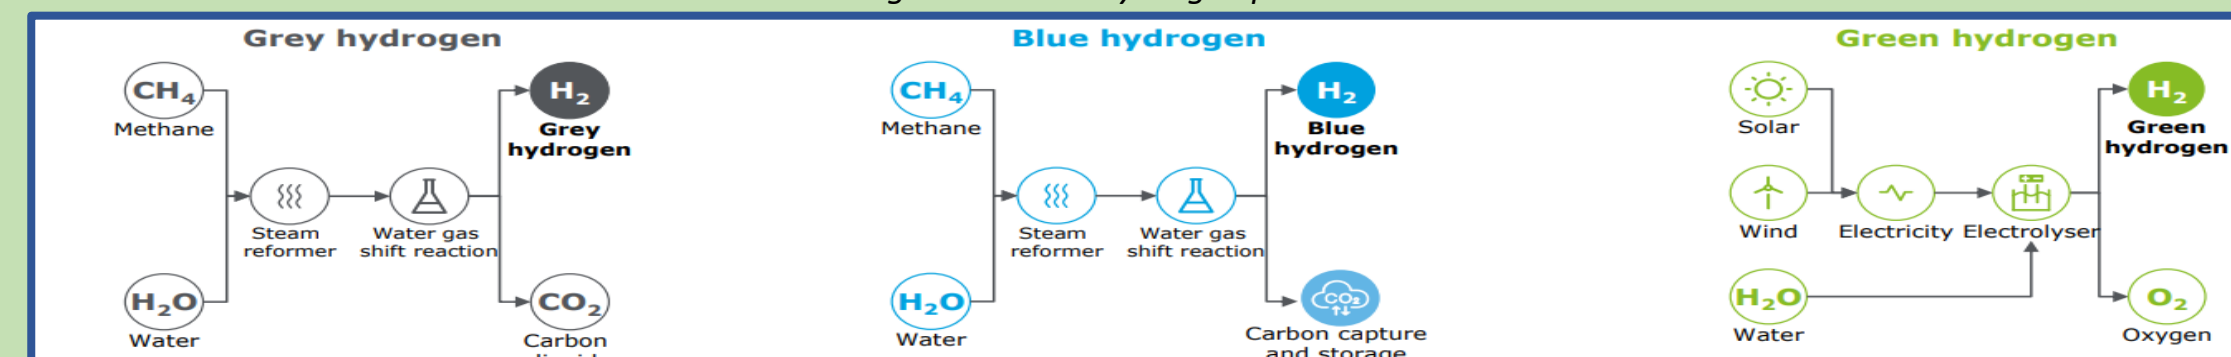 Grey hydrogen
CH₄
Methane
H₂
Grey
hydrogen
Steam
reformer
Water gas
shift reaction
H₂O
Water
CO₂
Carbon
Blue hydrogen
CH₄
Methane
H₂
Blue
hydrogen
Steam
reformer
Water gas
shift reaction
H₂O
Water
CO₂
Carbon capture
and storage
Green hydrogen
Solar
H₂
Green
hydrogen
Wind
Electricity
Electrolyser
H₂O
Water
O₂
Oxygen